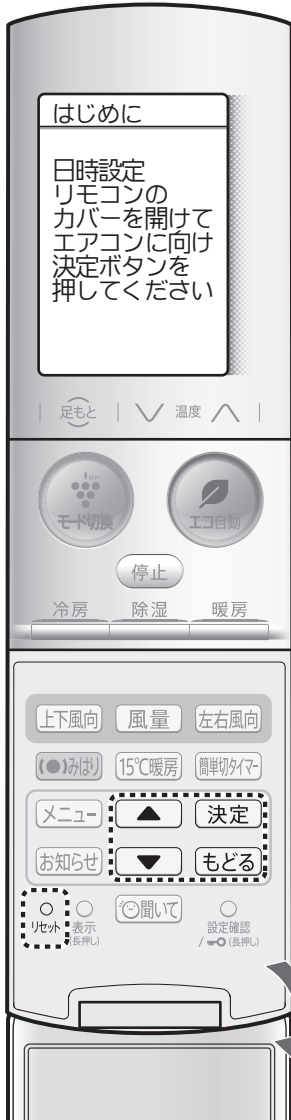 はじめに
日時設定
リモコンの
カバーを開けて
エアコンに向け
決定ボタンを
押してください
足もと 温度
ion
モード切換 エコ自動
停止
冷房 除湿 暖房
上下風向 風量 左右風向
((●))みはり 15℃暖房 簡単切タイマー
メニュー ▲ 決定
お知らせ ▼ もどる
リセット 表示 (長押し) 聞いて 設定確認 / (長押し)